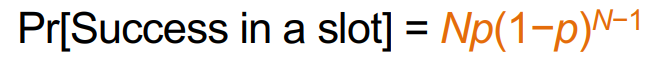 Pr[Success in a slot] = Np(1−p)ᴺ⁻¹